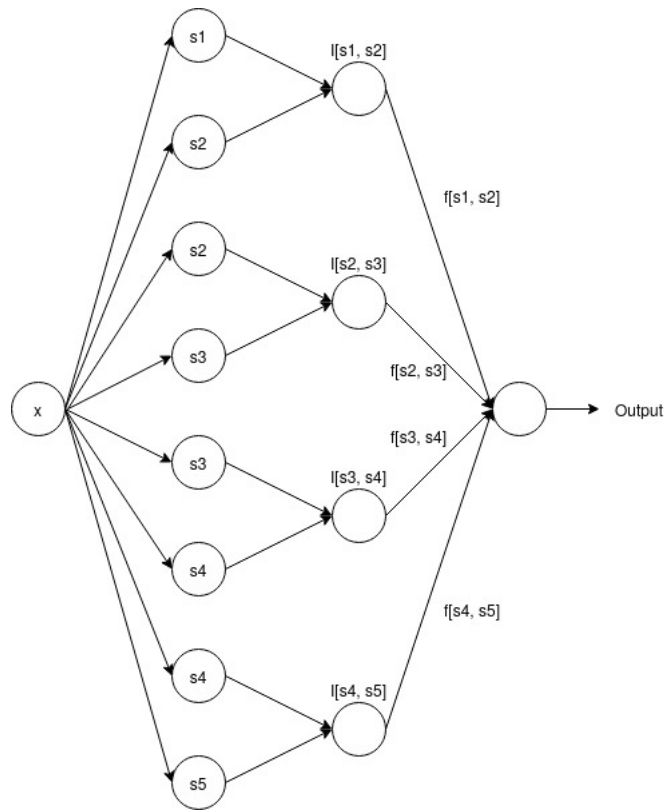 s1
I[s1, s2]
s2
f[s1, s2]
s2
I[s2, s3]
s3
f[s2, s3]
x
Output
f[s3, s4]
s3
I[s3, s4]
s4
f[s4, s5]
s4
I[s4, s5]
s5